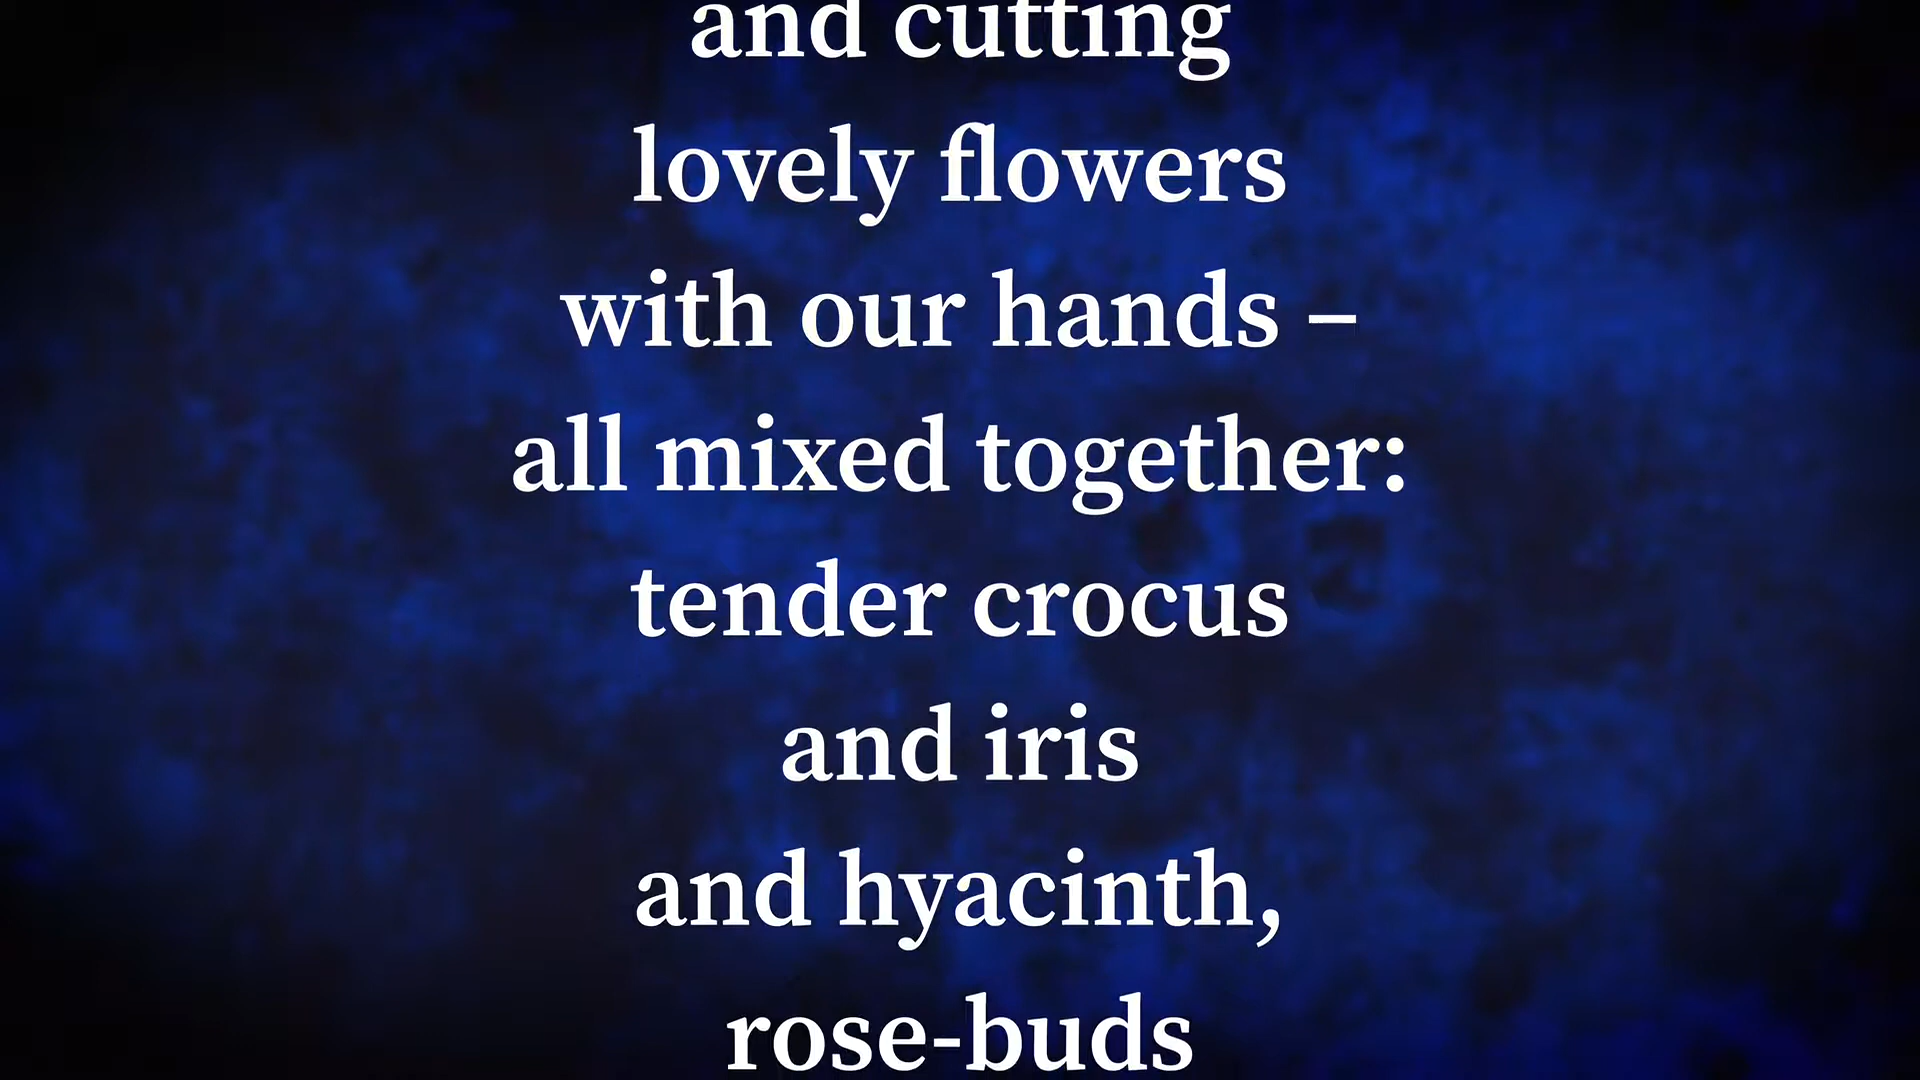 and cutting
lovely flowers
with our hands –
all mixed together:
tender crocus
and iris
and hyacinth,
rose-buds